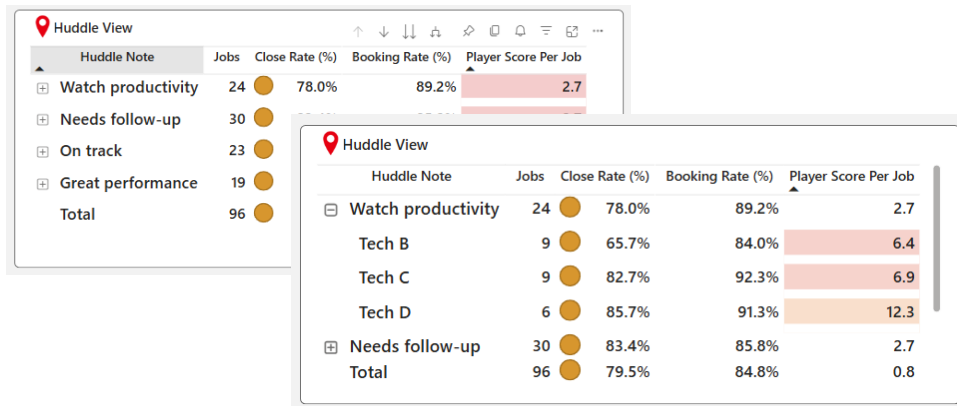 Huddle View
Huddle Note Jobs Close Rate (%) Booking Rate (%) Player Score Per Job
Watch productivity 24 78.0% 89.2% 2.7
Needs follow-up 30
On track 23
Great performance 19
Total 96
Huddle View
Huddle Note Jobs Close Rate (%) Booking Rate (%) Player Score Per Job
Watch productivity 24 78.0% 89.2% 2.7
Tech B 9 65.7% 84.0% 6.4
Tech C 9 82.7% 92.3% 6.9
Tech D 6 85.7% 91.3% 12.3
Needs follow-up 30 83.4% 85.8% 2.7
Total 96 79.5% 84.8% 0.8